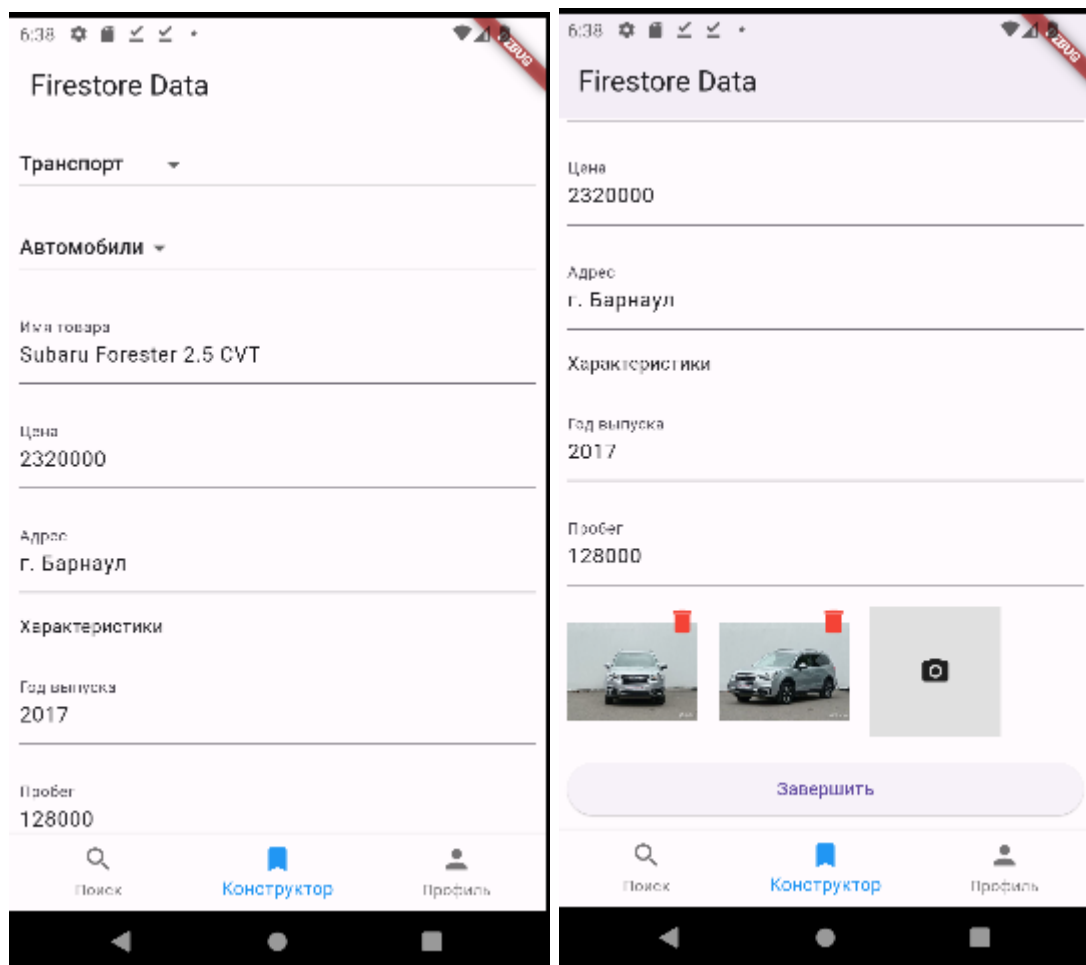 6:38
DEBUG
Firestore Data
Транспорт
Автомобили
Имя товара
Subaru Forester 2.5 CVT
Цена
2320000
Адрес
г. Барнаул
Характеристики
Год выпуска
2017
Пробег
128000
Поиск
Конструктор
Профиль
6:38
DEBUG
Firestore Data
Цена
2320000
Адрес
г. Барнаул
Характеристики
Год выпуска
2017
Пробег
128000
Завершить
Поиск
Конструктор
Профиль